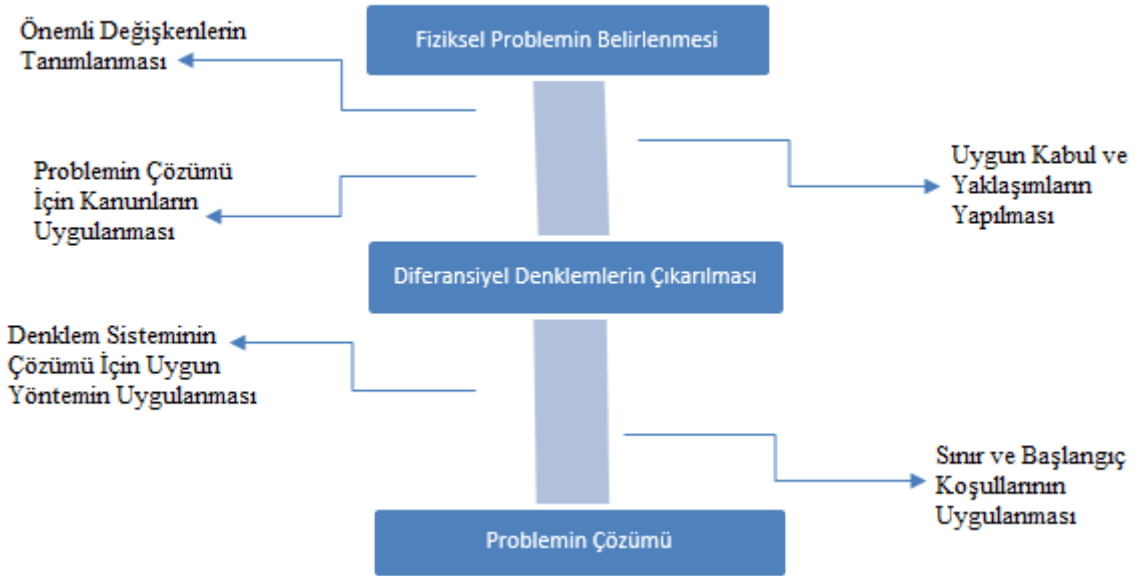 Fiziksel Problemin Belirlenmesi
Önemli Değişkenlerin
Tanımlanması
Uygun Kabul ve
Yaklaşımların
Yapılması
Problemin Çözümü
İçin Kanunların
Uygulanması
Diferansiyel Denklemlerin Çıkarılması
Denklem Sisteminin
Çözümü İçin Uygun
Yöntemin Uygulanması
Sınır ve Başlangıç
Koşullarının
Uygulanması
Problemin Çözümü